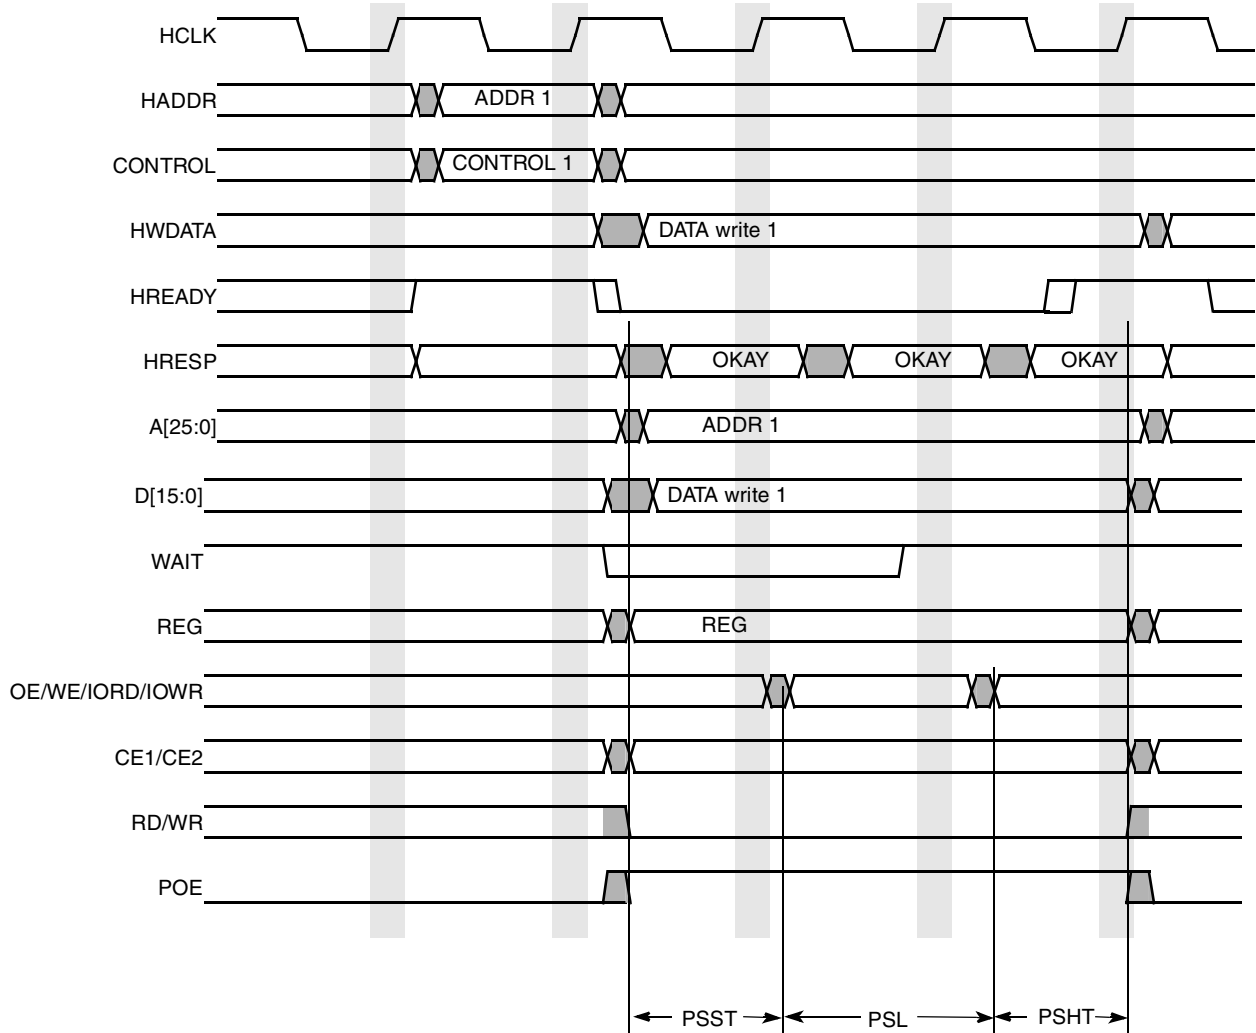 HCLK
HADDR ADDR 1
CONTROL CONTROL 1
HWDATA DATA write 1
HREADY
HRESP OKAY OKAY OKAY
A[25:0] ADDR 1
D[15:0] DATA write 1
WAIT
REG REG
OE/WE/IORD/IOWR
CE1/CE2
RD/WR
POE
PSST PSL PSHT